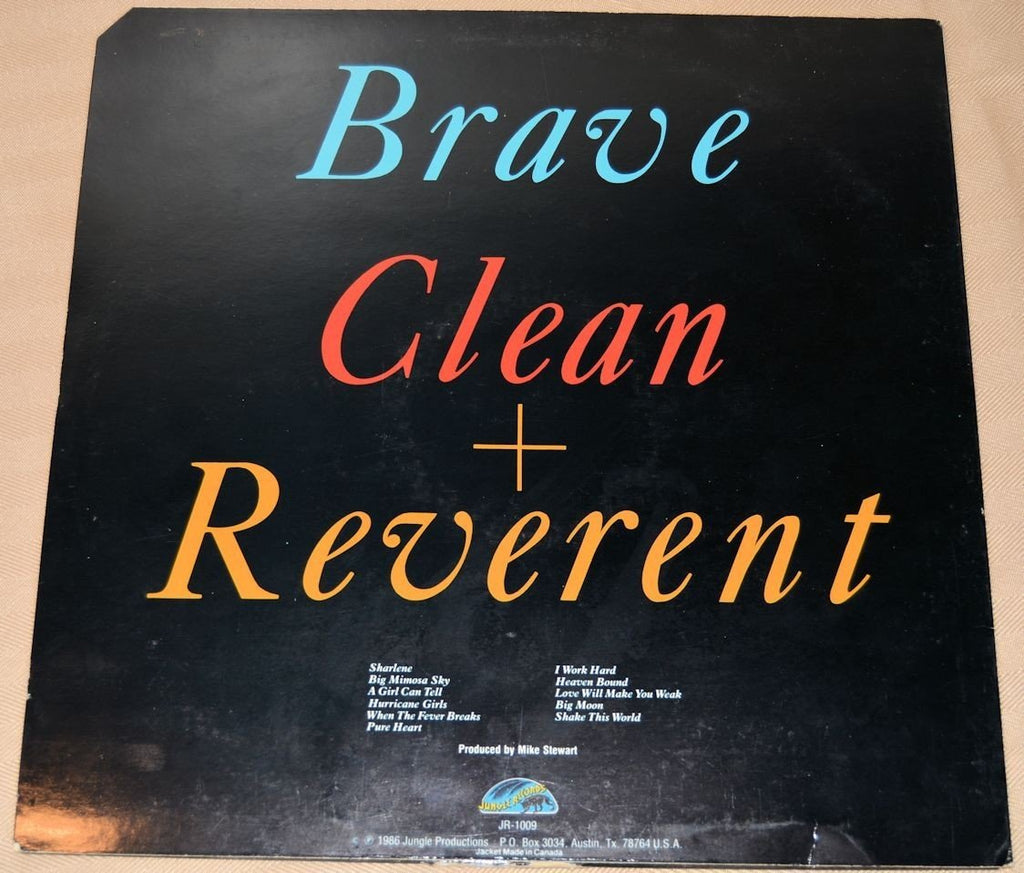 Brave
Clean
+
Reverent
Sharlene
Big Mimosa Sky
A Girl Can Tell
Hurricane Girls
When The Fever Breaks
Pure Heart
I Work Hard
Heaven Bound
Love Will Make You Weak
Big Moon
Shake This World
Produced by Mike Stewart
JUNGLE RECORDS
JR-1009
© ℗ 1986 Jungle Productions P.O. Box 3034, Austin, Tx. 78764 U.S.A.
Jacket Made in Canada